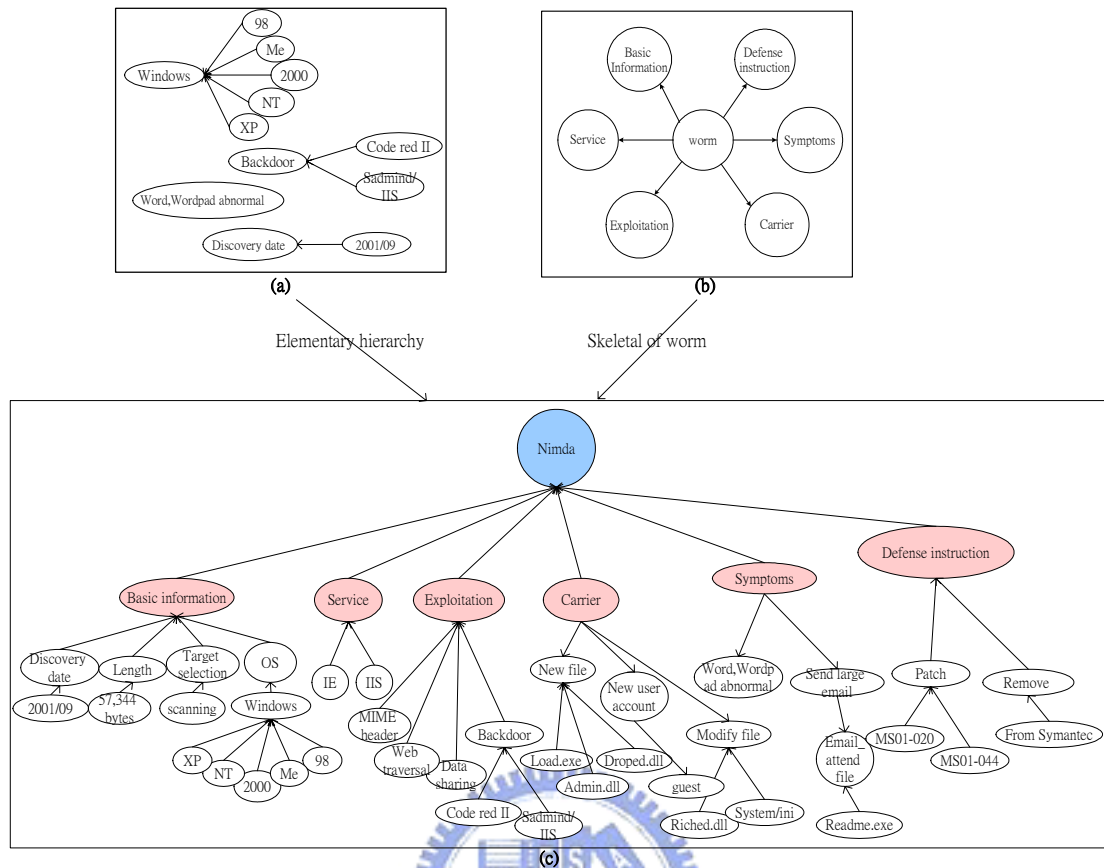 98
Me
Windows
2000
NT
XP
Code red II
Backdoor
Sadmind/
IIS
Word,Wordpad abnormal
Discovery date
2001/09
(a)
Basic
Information
Defense
instruction
Service
worm
Symptoms
Exploitation
Carrier
(b)
Elementary hierarchy
Skeletal of worm
Nimda
Basic information
Service
Exploitation
Carrier
Symptoms
Defense instruction
Discovery
date
2001/09
Length
57,344
bytes
Target
selection
scanning
OS
Windows
XP
NT
2000
Me
98
IE
IIS
MIME
header
Web
traversal
Data
sharing
Backdoor
Code red II
Sadmind/
IIS
New file
Load.exe
Admin.dll
Droped.dll
New user
account
guest
Modify file
Riched.dll
System/ini
Word,Wordp
ad abnormal
Send large
email
Email_
attend
file
Readme.exe
Patch
MS01-020
MS01-044
Remove
From Symantec
(c)